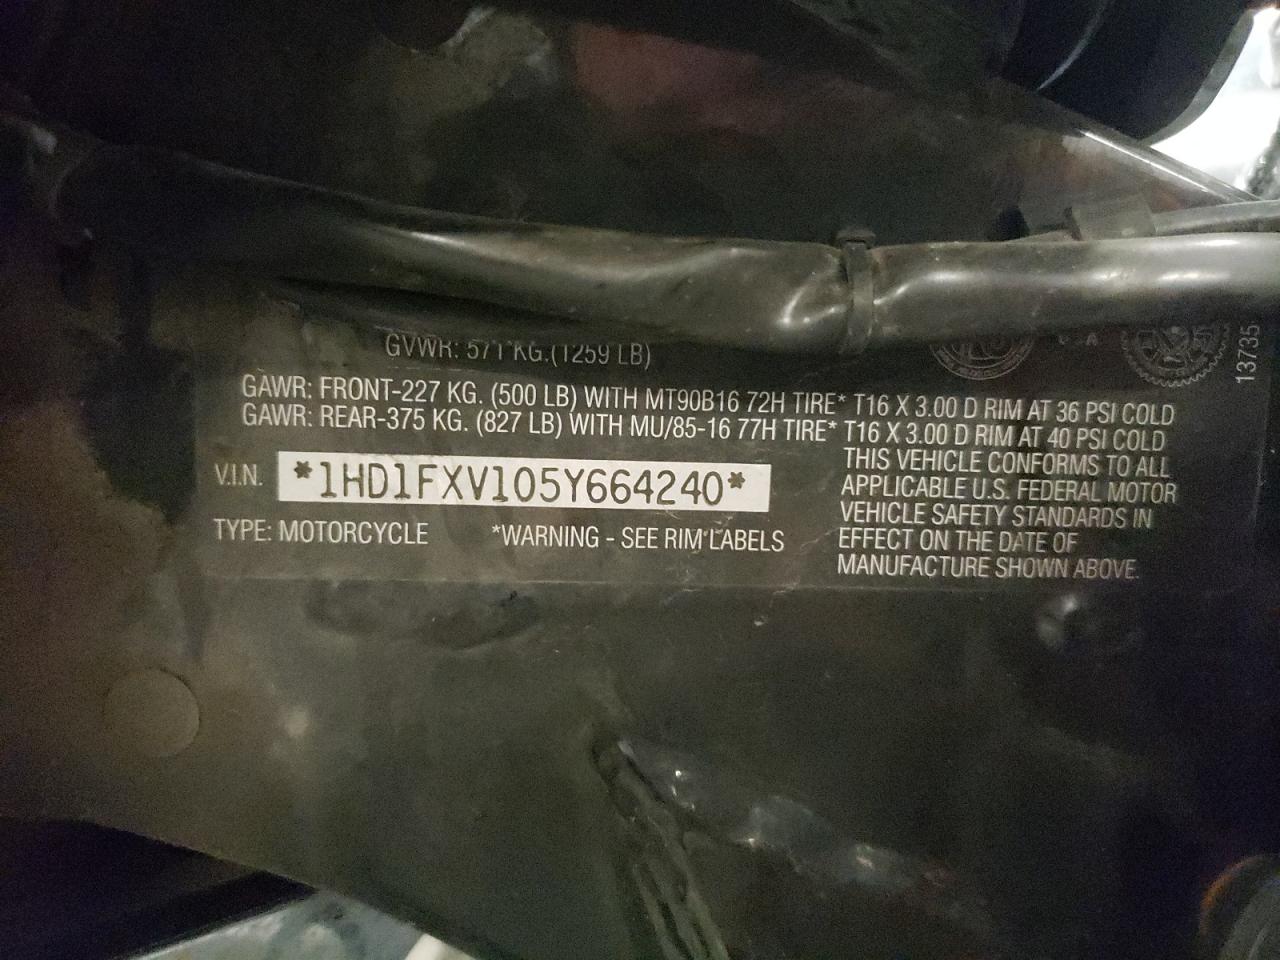 GVWR: 571 KG.(1259 LB)
GAWR: FRONT-227 KG. (500 LB) WITH MT90B16 72H TIRE* T16 X 3.00 D RIM AT 36 PSI COLD
GAWR: REAR-375 KG. (827 LB) WITH MU/85-16 77H TIRE* T16 X 3.00 D RIM AT 40 PSI COLD
V.I.N. *1HD1FXV105Y664240*
TYPE: MOTORCYCLE *WARNING - SEE RIM LABELS
THIS VEHICLE CONFORMS TO ALL
APPLICABLE U.S. FEDERAL MOTOR
VEHICLE SAFETY STANDARDS IN
EFFECT ON THE DATE OF
MANUFACTURE SHOWN ABOVE.
13735